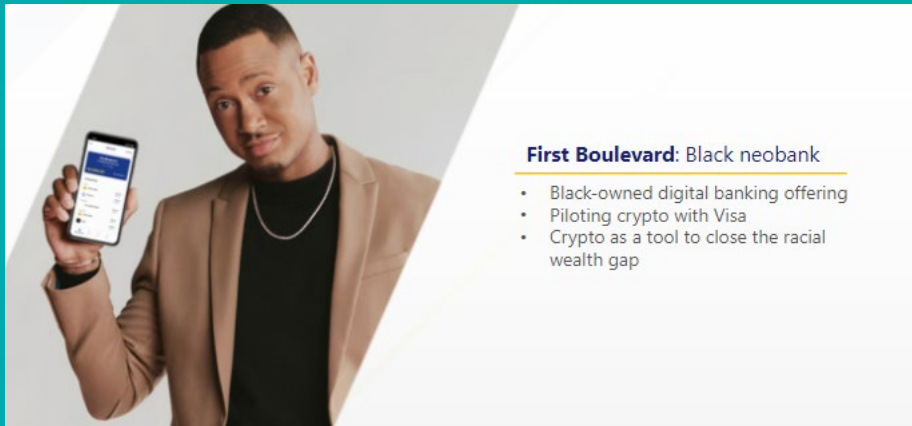 First Boulevard: Black neobank
• Black-owned digital banking offering
• Piloting crypto with Visa
• Crypto as a tool to close the racial
wealth gap